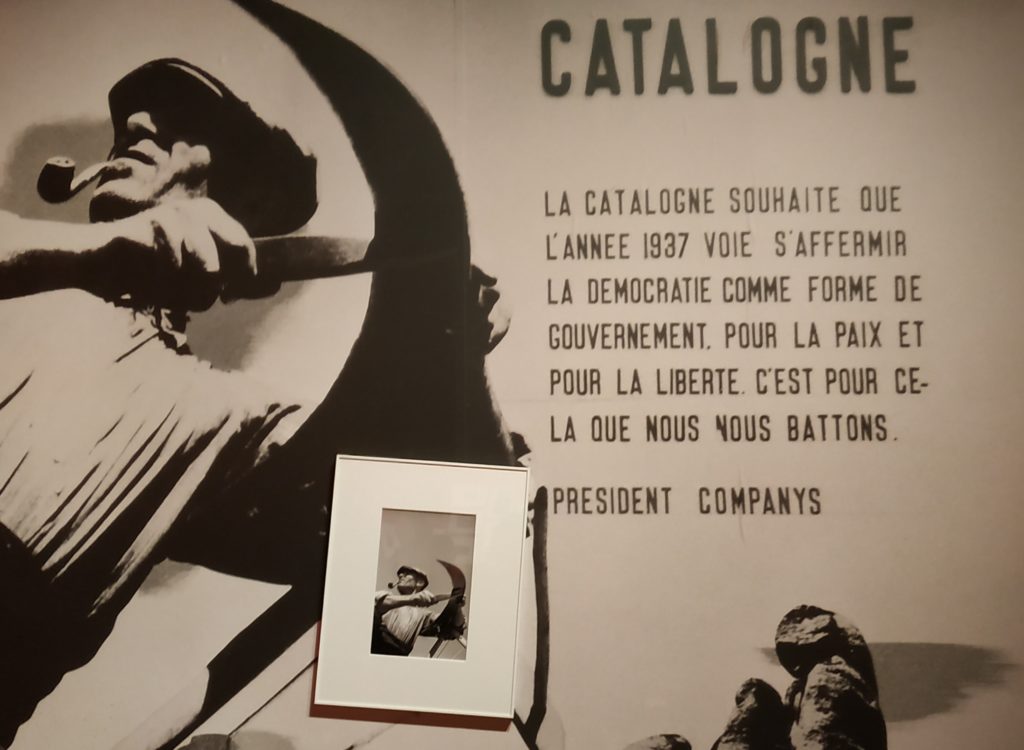 CATALOGNE
LA CATALOGNE SOUHAITE QUE
L'ANNEE 1937 VOIE S'AFFERMIR
LA DEMOCRATIE COMME FORME DE
GOUVERNEMENT, POUR LA PAIX ET
POUR LA LIBERTE. C'EST POUR CE-
LA QUE NOUS NOUS BATTONS.
PRESIDENT COMPANYS